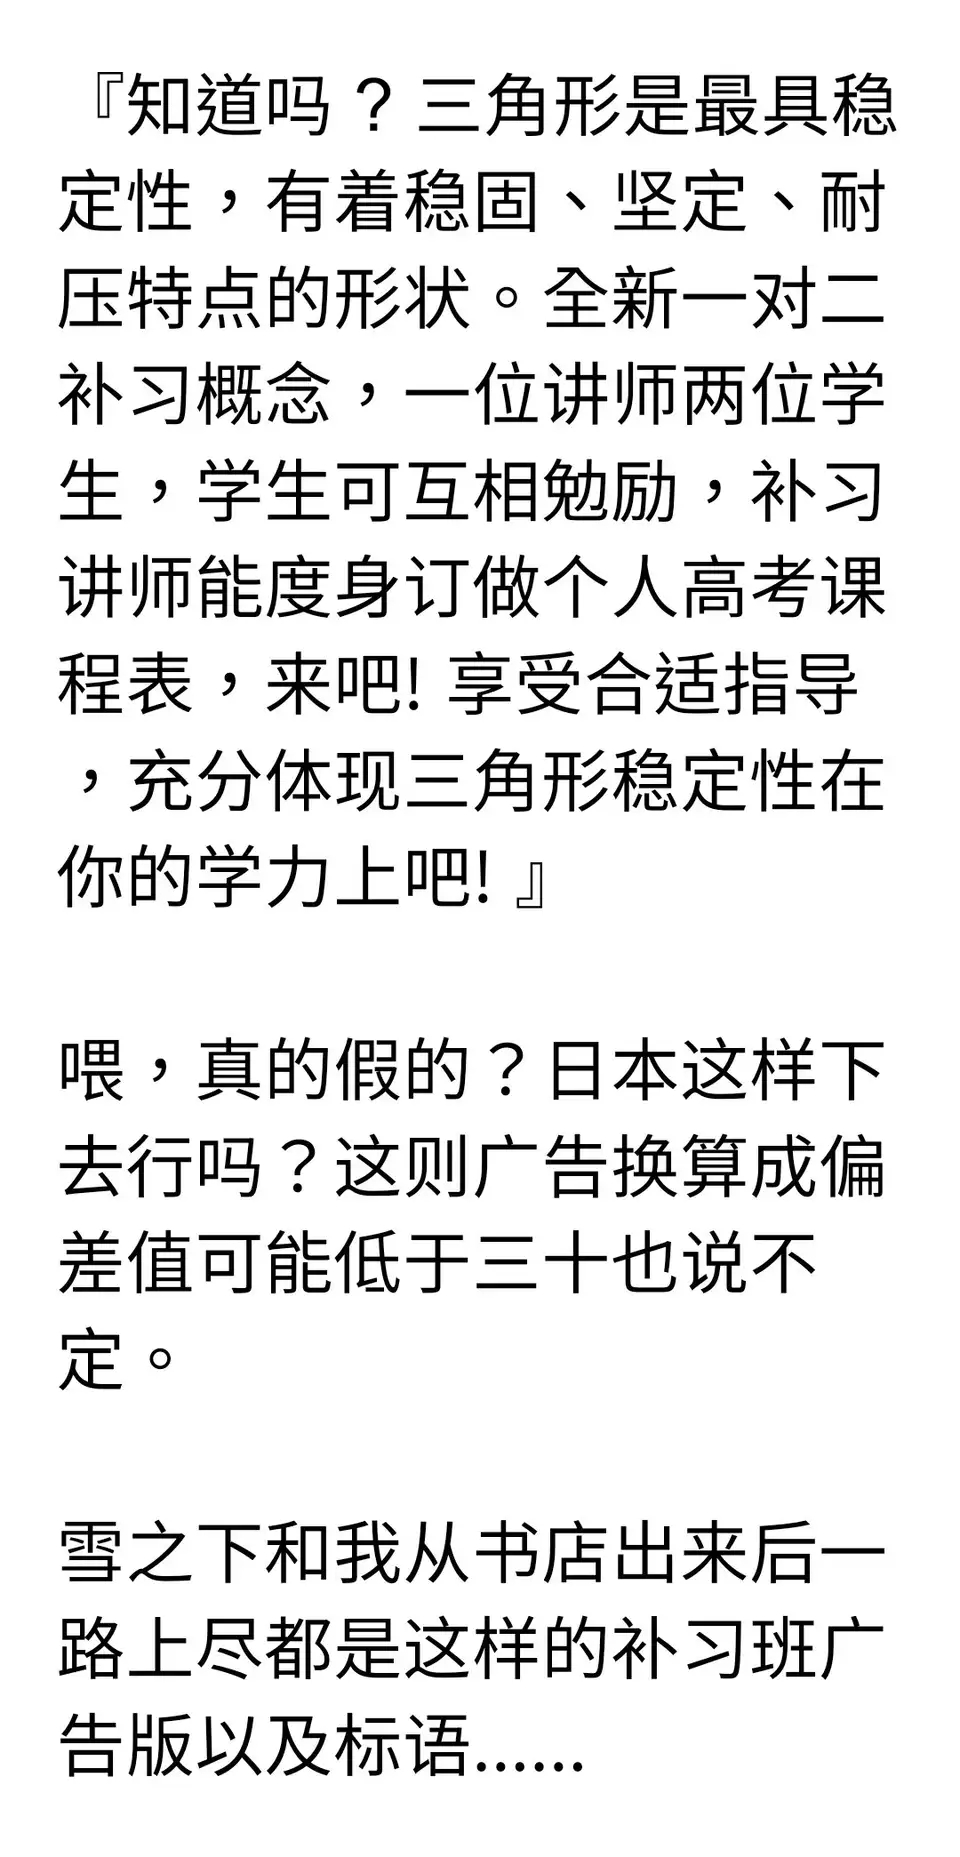 『知道吗？三角形是最具稳
定性，有着稳固、坚定、耐
压特点的形状。全新一对二
补习概念，一位讲师两位学
生，学生可互相勉励，补习
讲师能度身订做个人高考课
程表，来吧! 享受合适指导
，充分体现三角形稳定性在
你的学力上吧! 』
喂，真的假的？日本这样下
去行吗？这则广告换算成偏
差值可能低于三十也说不
定。
雪之下和我从书店出来后一
路上尽都是这样的补习班广
告版以及标语......